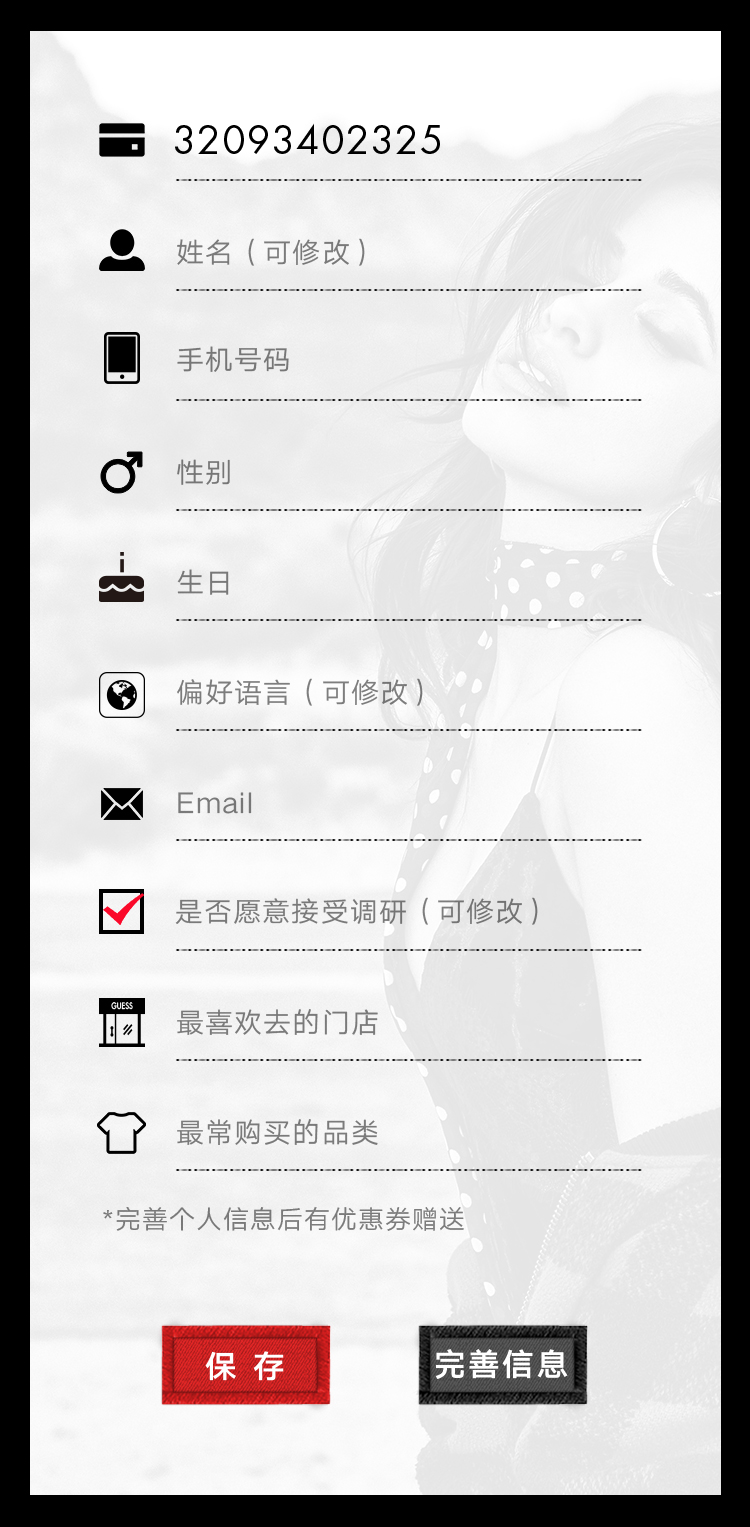 32093402325
姓名（可修改）
手机号码
性别
生日
偏好语言（可修改）
Email
是否愿意接受调研（可修改）
GUESS
最喜欢去的门店
最常购买的品类
*完善个人信息后有优惠券赠送
保 存
完善信息